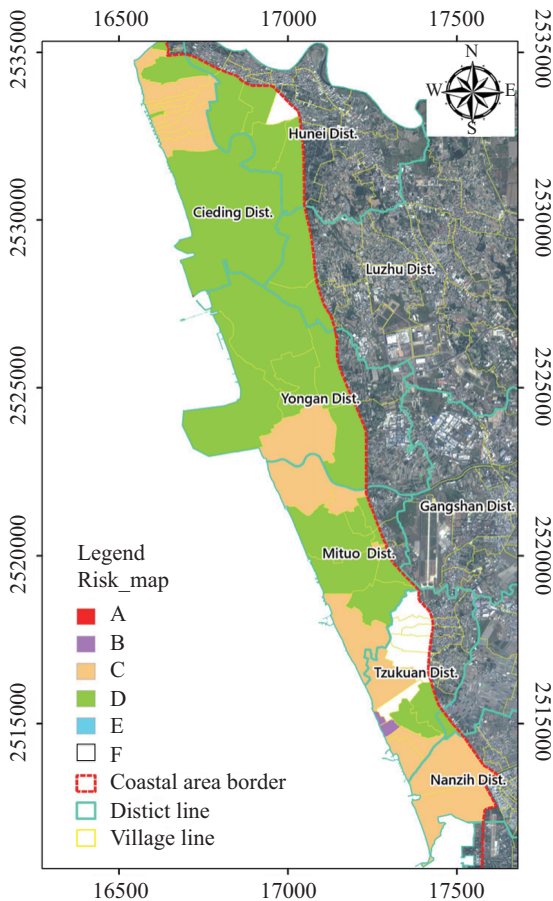 16500 17000 17500
2535000 2535000
N
W E
S
Hunei Dist.
Cieding Dist.
2530000 2530000
Luzhu Dist.
2525000 2525000
Yongan Dist.
Gangshan Dist.
2520000 2520000
Mituo Dist.
Legend
Risk_map
A
B
C
D
E
F
Coastal area border
Distict line
Village line
Tzukuan Dist.
2515000 2515000
Nanzih Dist.
16500 17000 17500